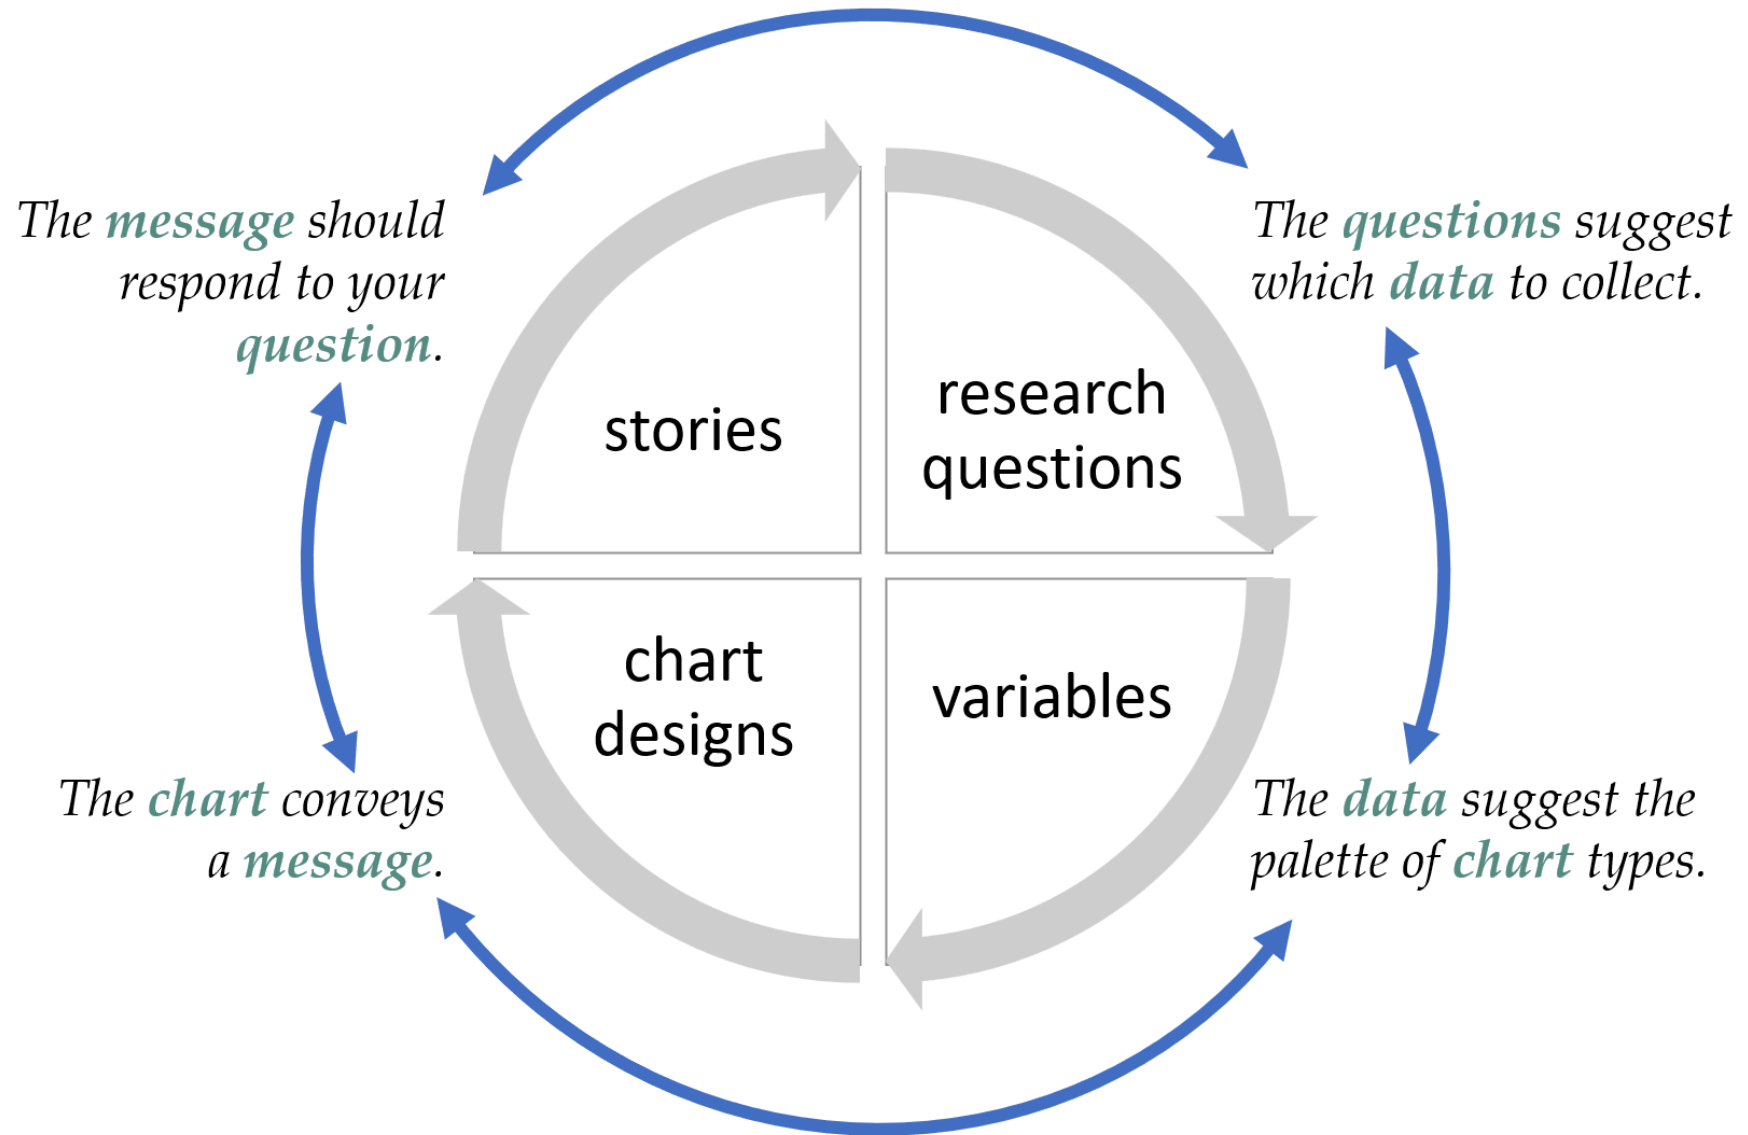 The message should
respond to your
question.
The questions suggest
which data to collect.
stories
research
questions
chart
designs
variables
The chart conveys
a message.
The data suggest the
palette of chart types.